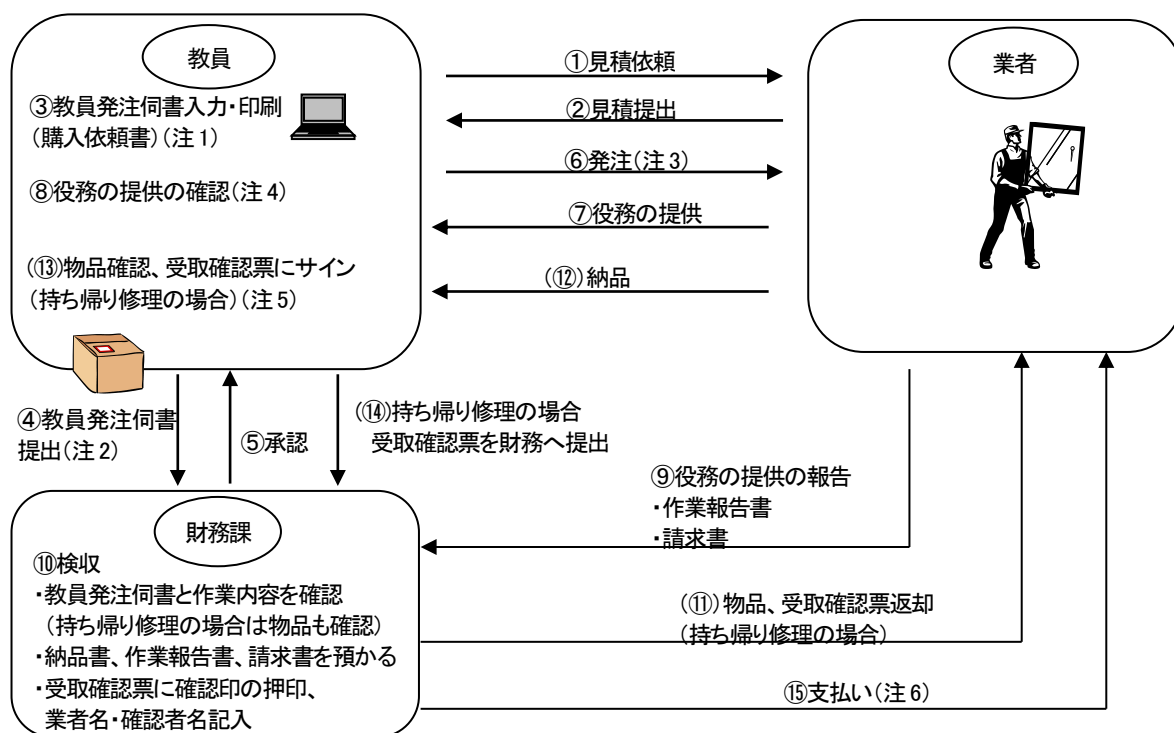 教員
業者
①見積依頼
②見積提出
③教員発注伺書入力・印刷
(購入依頼書)(注1)
⑥発注(注3)
⑧役務の提供の確認(注4)
⑦役務の提供
(⑬)物品確認、受取確認票にサイン
(持ち帰り修理の場合)(注5)
(⑫)納品
④教員発注伺書
提出(注2)
⑤承認
(⑭)持ち帰り修理の場合
受取確認票を財務へ提出
⑨役務の提供の報告
・作業報告書
・請求書
財務課
⑩検収
・教員発注伺書と作業内容を確認
(持ち帰り修理の場合は物品も確認)
・納品書、作業報告書、請求書を預かる
・受取確認票に確認印の押印、
業者名・確認者名記入
(⑪)物品、受取確認票返却
(持ち帰り修理の場合)
⑮支払い(注6)